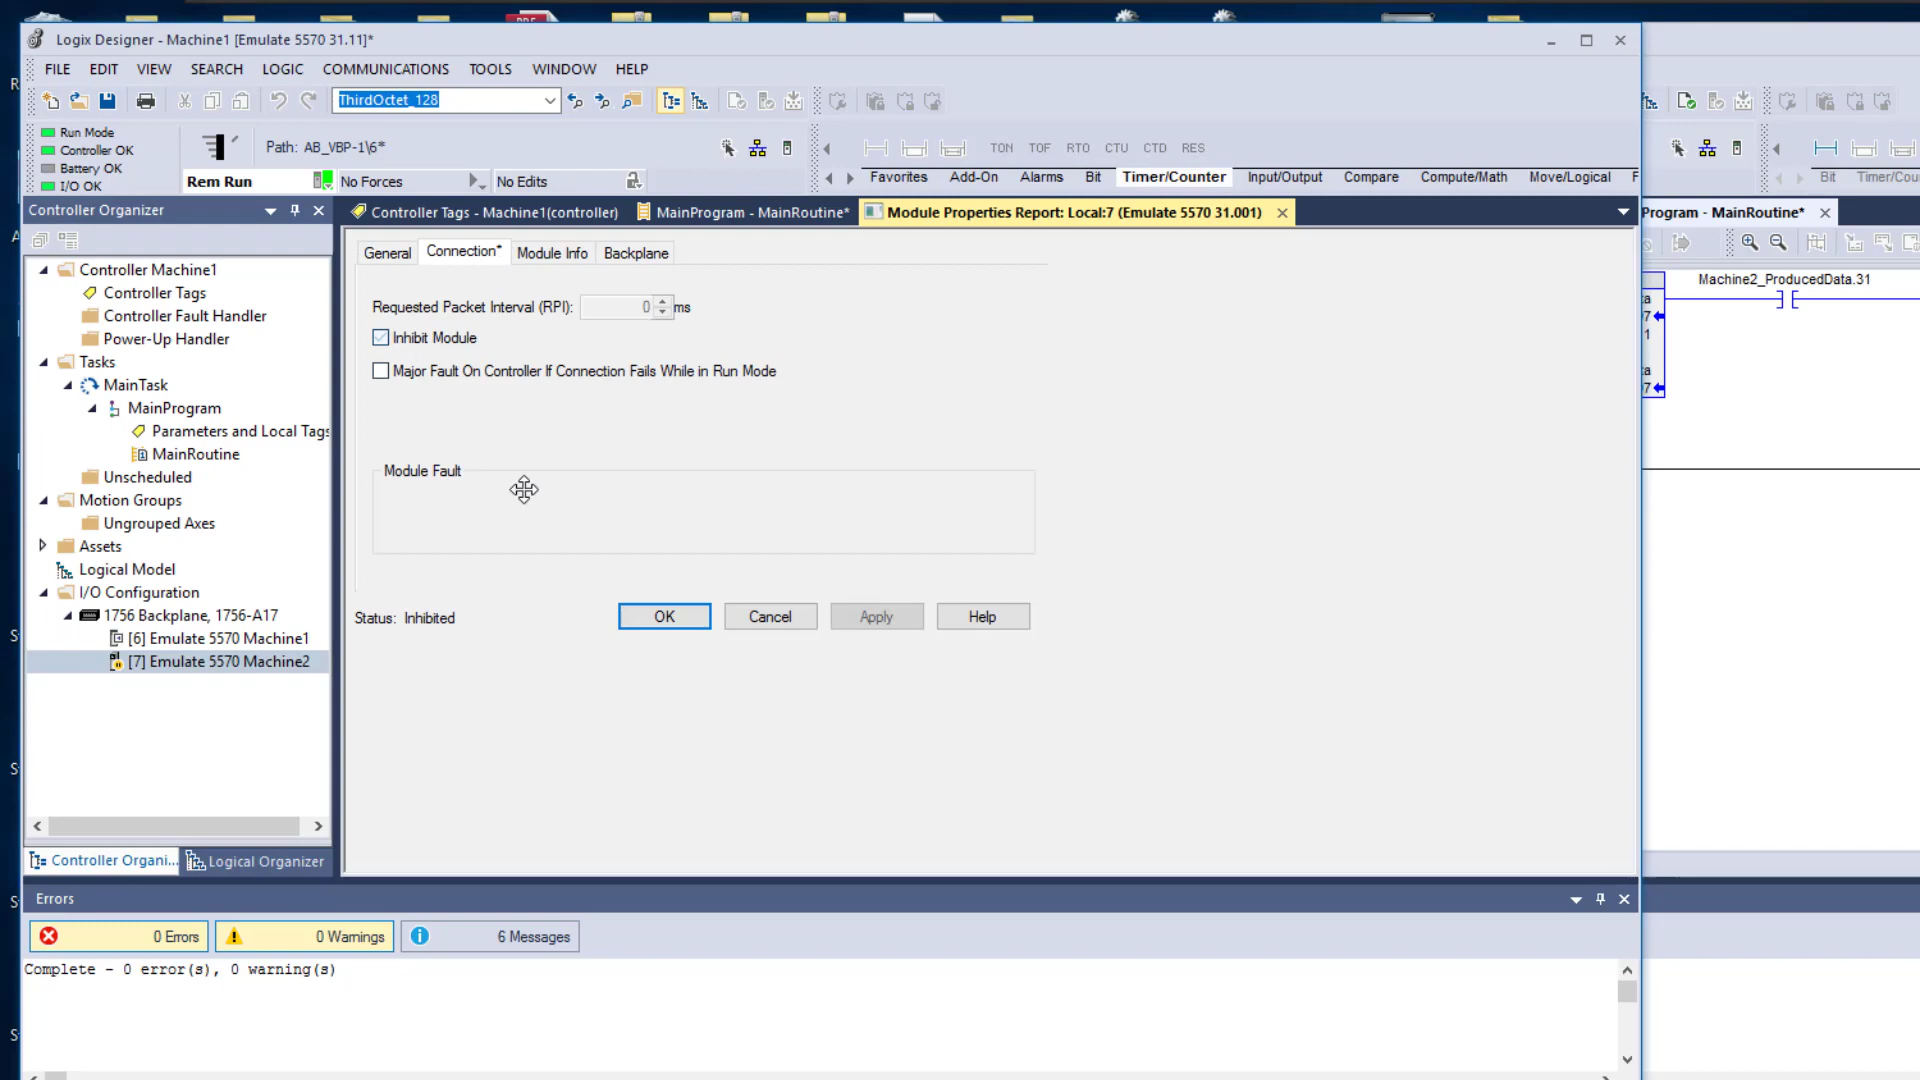 Logix Designer - Machine1 [Emulate 5570 31.11]*
FILE EDIT VIEW SEARCH LOGIC COMMUNICATIONS TOOLS WINDOW HELP
ThirdOctet_128
Run Mode
Controller OK
Battery OK
I/O OK
Path: AB_VBP-1\6*
Rem Run
No Forces
No Edits
TON TOF RTO CTU CTD RES
Favorites Add-On Alarms Bit Timer/Counter Input/Output Compare Compute/Math Move/Logical F
Bit Timer/Cou
Controller Organizer
Controller Tags - Machine1(controller)
MainProgram - MainRoutine*
Module Properties Report: Local:7 (Emulate 5570 31.001)
Program - MainRoutine*
General Connection* Module Info Backplane
Requested Packet Interval (RPI): 0 ms
Inhibit Module
Major Fault On Controller If Connection Fails While in Run Mode
Module Fault
Status: Inhibited
OK Cancel Apply Help
Controller Machine1
Controller Tags
Controller Fault Handler
Power-Up Handler
Tasks
MainTask
MainProgram
Parameters and Local Tags
MainRoutine
Unscheduled
Motion Groups
Ungrouped Axes
Assets
Logical Model
I/O Configuration
1756 Backplane, 1756-A17
[6] Emulate 5570 Machine1
[7] Emulate 5570 Machine2
Controller Organi...
Logical Organizer
Machine2_ProducedData.31
Errors
0 Errors
0 Warnings
6 Messages
Complete - 0 error(s), 0 warning(s)